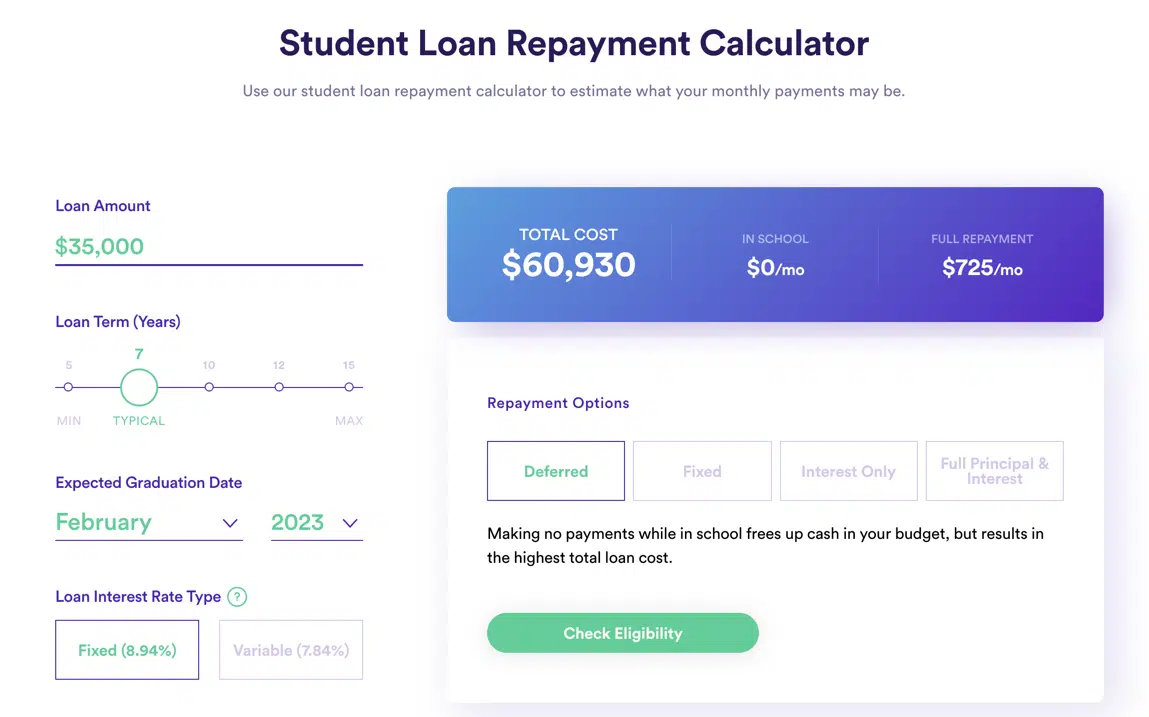 Student Loan Repayment Calculator
Use our student loan repayment calculator to estimate what your monthly payments may be.
Loan Amount
$35,000
Loan Term (Years)
5 7 10 12 15
MIN TYPICAL MAX
Expected Graduation Date
February 2023
Loan Interest Rate Type ?
Fixed (8.94%) Variable (7.84%)
TOTAL COST IN SCHOOL FULL REPAYMENT
$60,930 $0/mo $725/mo
Repayment Options
Deferred Fixed Interest Only Full Principal &
Interest
Making no payments while in school frees up cash in your budget, but results in
the highest total loan cost.
Check Eligibility